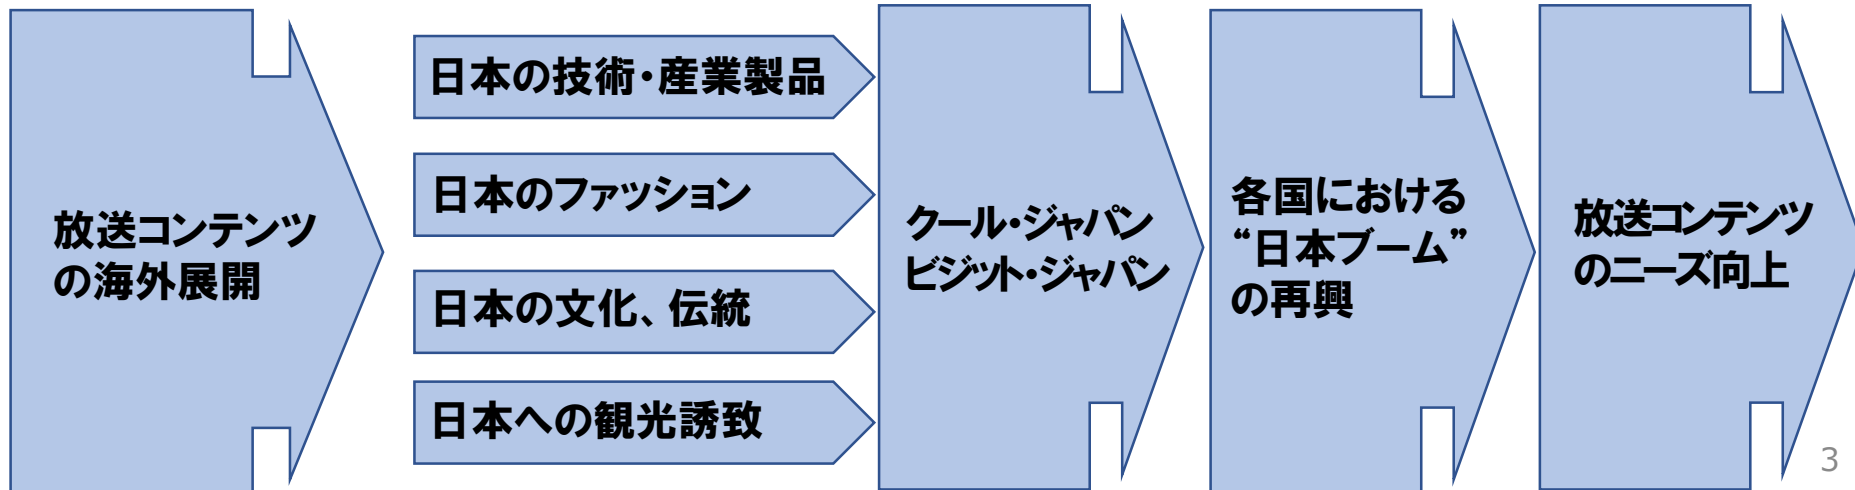 放送コンテンツ
の海外展開
日本の技術・産業製品
日本のファッション
日本の文化、伝統
日本への観光誘致
クール・ジャパン
ビジット・ジャパン
各国における
“日本ブーム”
の再興
放送コンテンツ
のニーズ向上
3